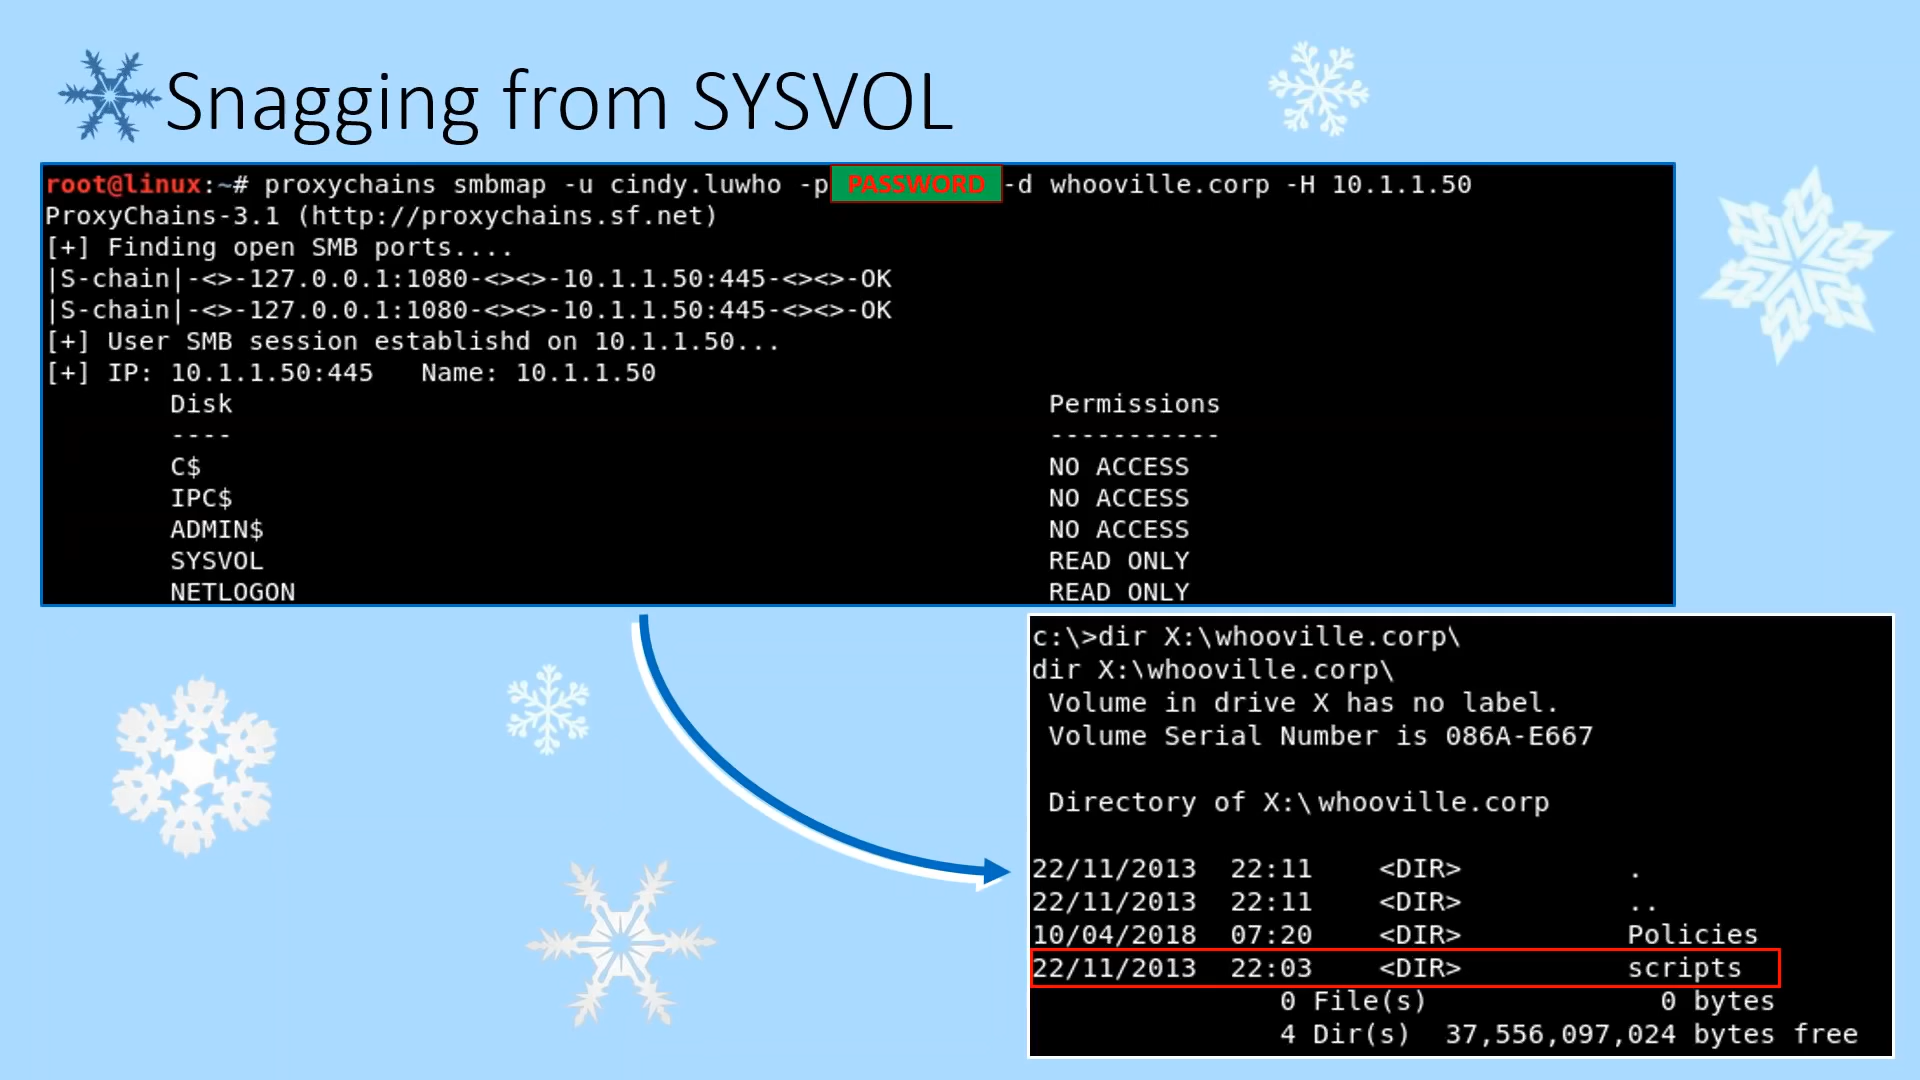 Snagging from SYSVOL
root@linux:~# proxychains smbmap -u cindy.luwho -p PASSWORD -d whooville.corp -H 10.1.1.50
ProxyChains-3.1 (http://proxychains.sf.net)
[+] Finding open SMB ports....
|S-chain|-<>-127.0.0.1:1080-<><>-10.1.1.50:445-<><>-OK
|S-chain|-<>-127.0.0.1:1080-<><>-10.1.1.50:445-<><>-OK
[+] User SMB session establishd on 10.1.1.50...
[+] IP: 10.1.1.50:445   Name: 10.1.1.50
Disk   Permissions
----   -----------
C$   NO ACCESS
IPC$   NO ACCESS
ADMIN$   NO ACCESS
SYSVOL   READ ONLY
NETLOGON   READ ONLY
c:\>dir X:\whooville.corp\
dir X:\whooville.corp\
Volume in drive X has no label.
Volume Serial Number is 086A-E667
Directory of X:\whooville.corp
22/11/2013  22:11    <DIR>          .
22/11/2013  22:11    <DIR>          ..
10/04/2018  07:20    <DIR>          Policies
22/11/2013  22:03    <DIR>          scripts
0 File(s)              0 bytes
4 Dir(s)  37,556,097,024 bytes free